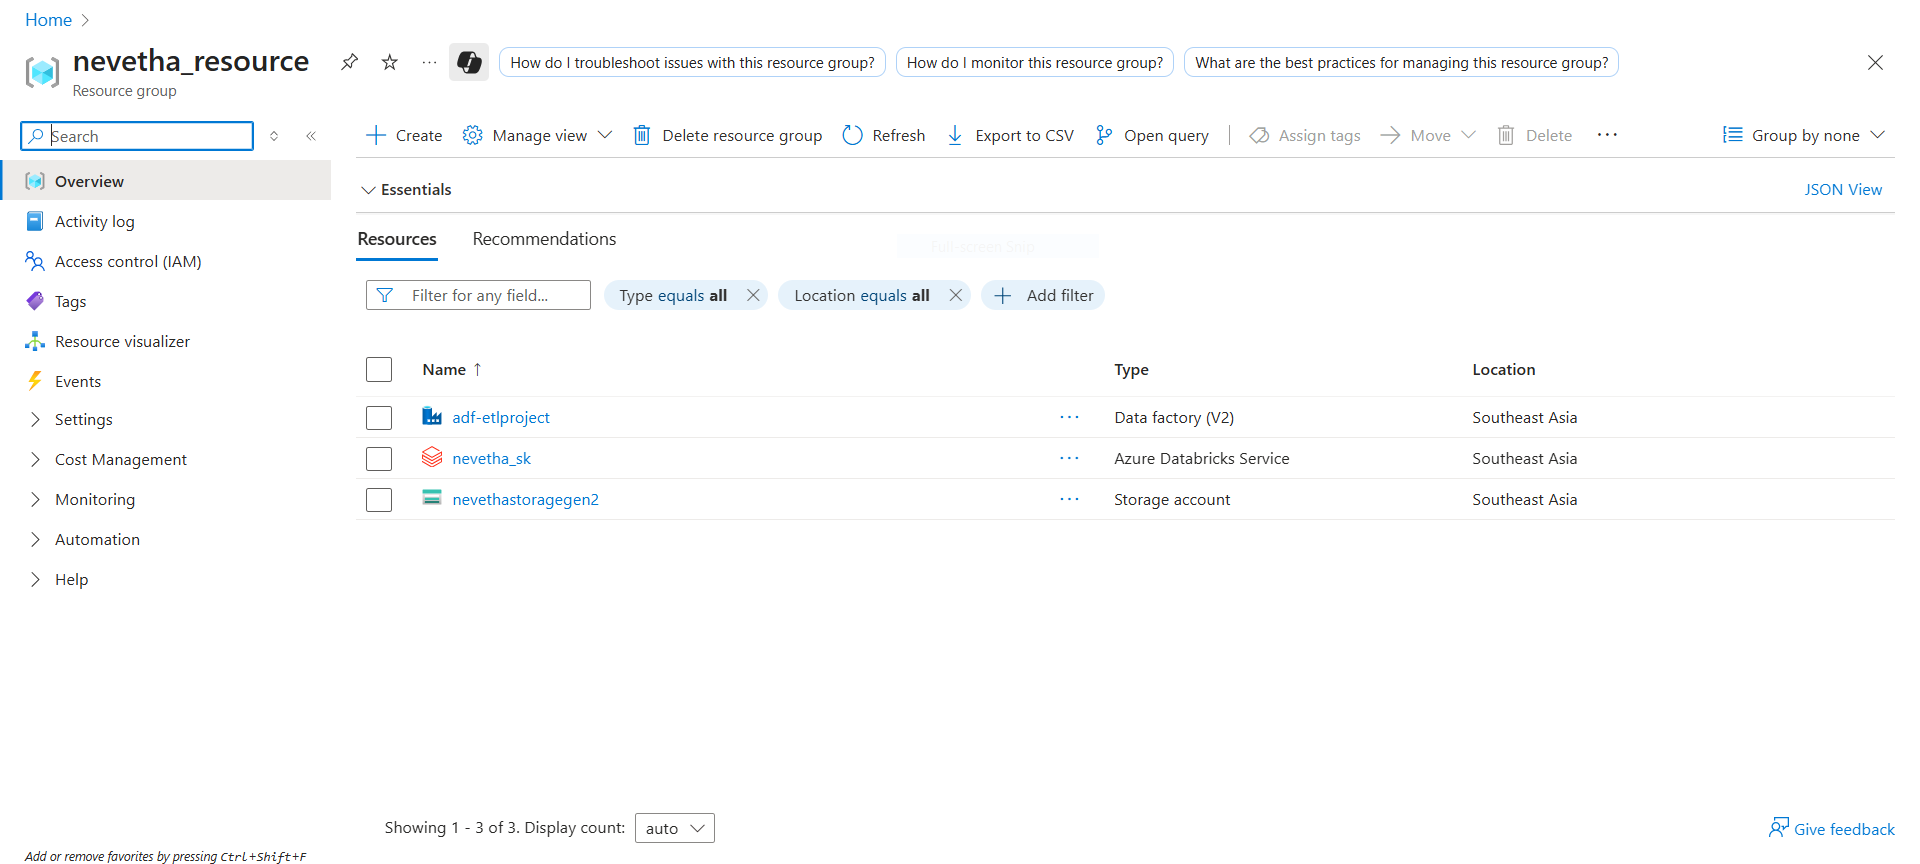 Home
nevetha_resource
Resource group
How do I troubleshoot issues with this resource group?
How do I monitor this resource group?
What are the best practices for managing this resource group?
Search
Create
Manage view
Delete resource group
Refresh
Export to CSV
Open query
Assign tags
Move
Delete
Group by none
Overview
Activity log
Access control (IAM)
Tags
Resource visualizer
Events
Settings
Cost Management
Monitoring
Automation
Help
Essentials
JSON View
Resources Recommendations
Full-screen Snip
Filter for any field...
Type equals all
Location equals all
Add filter
Name ↑ Type Location
adf-etlproject ... Data factory (V2) Southeast Asia
nevetha_sk ... Azure Databricks Service Southeast Asia
nevethastoragegen2 ... Storage account Southeast Asia
Showing 1 - 3 of 3. Display count: auto
Give feedback
Add or remove favorites by pressing Ctrl+Shift+F